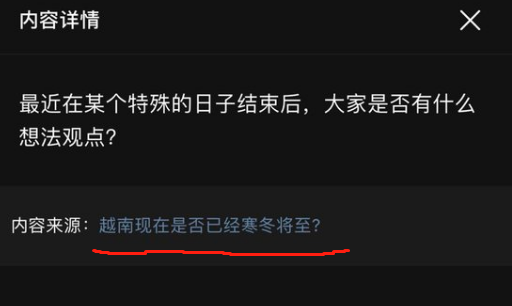 内容详情
最近在某个特殊的日子结束后，大家是否有什么
想法观点？
内容来源：越南现在是否已经寒冬将至？